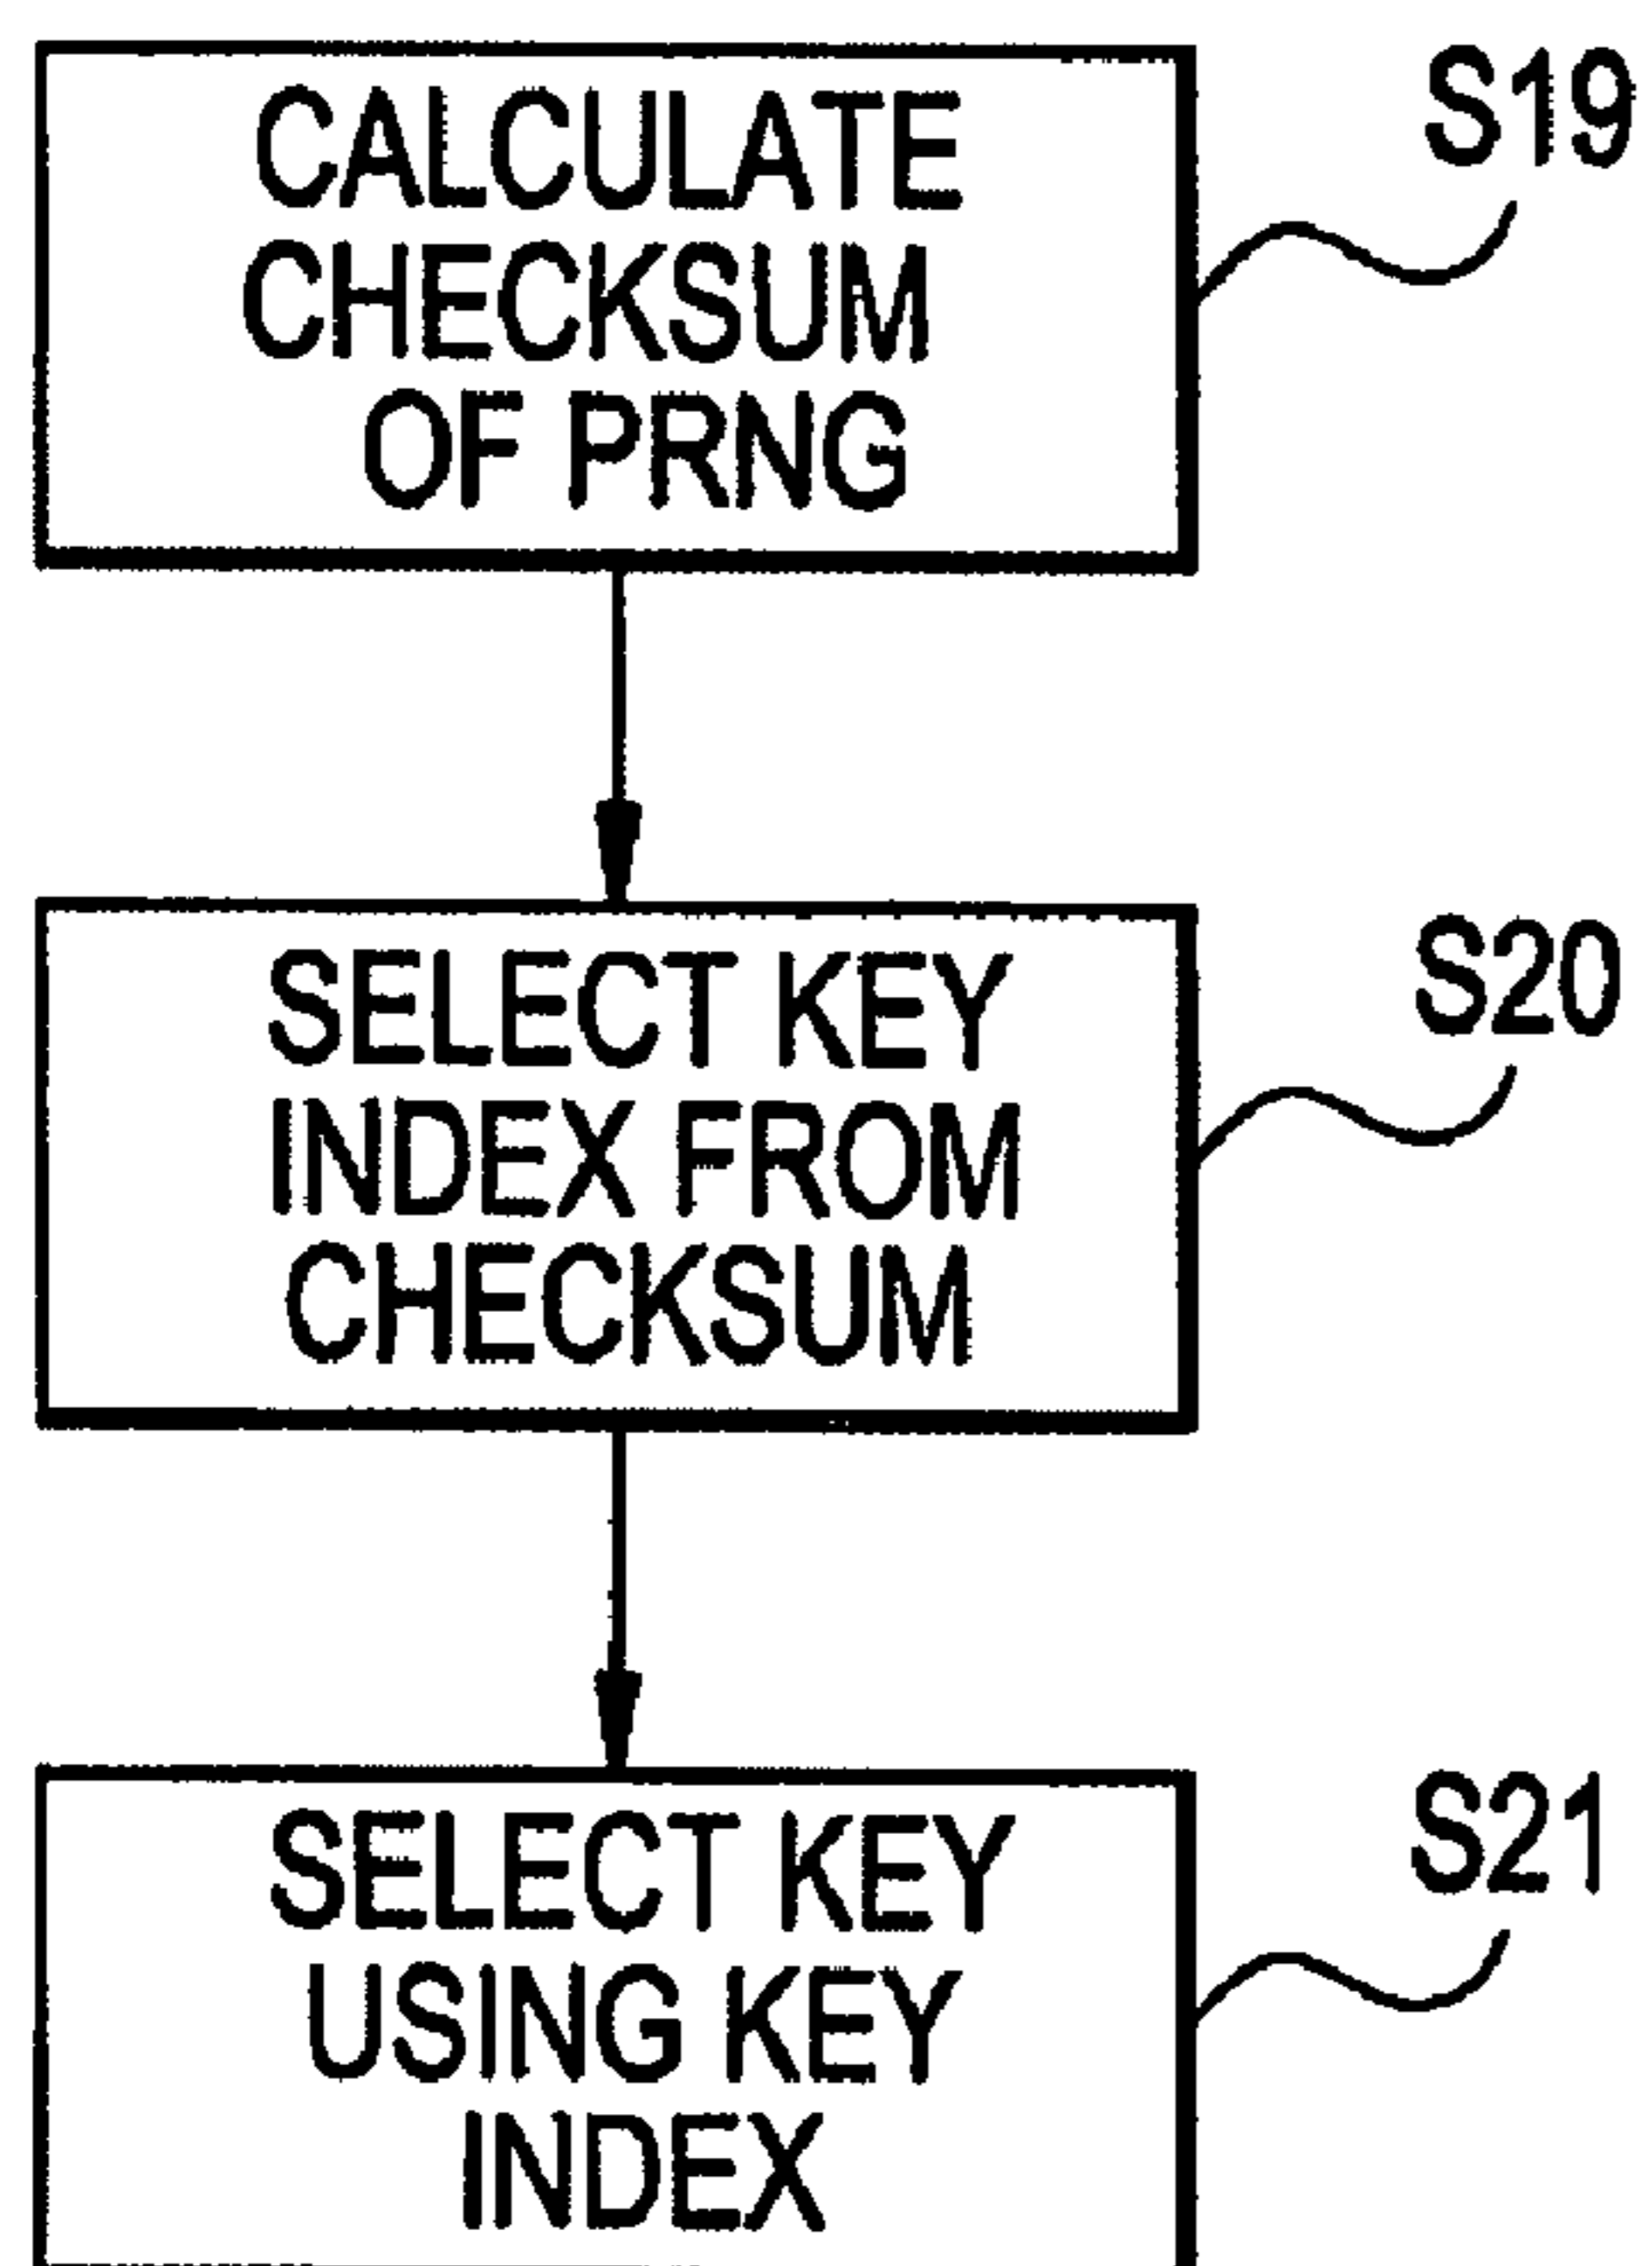 CALCULATE
CHECKSUM
OF PRNG
S19
SELECT KEY
INDEX FROM
CHECKSUM
S20
SELECT KEY
USING KEY
INDEX
S21